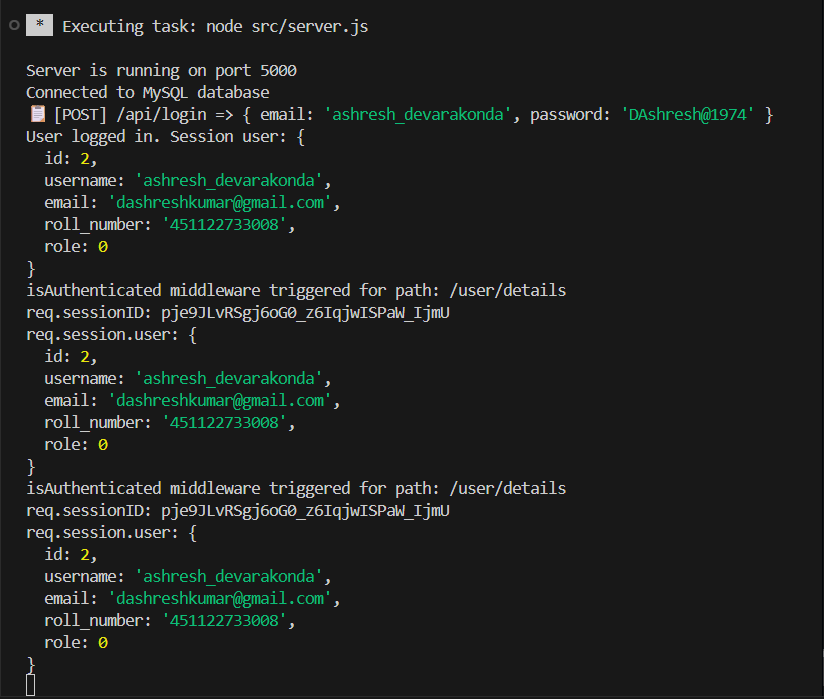 * Executing task: node src/server.js
Server is running on port 5000
Connected to MySQL database
📋 [POST] /api/login => { email: 'ashresh_devarakonda', password: 'DAshresh@1974' }
User logged in. Session user: {
  id: 2,
  username: 'ashresh_devarakonda',
  email: 'dashreshkumar@gmail.com',
  roll_number: '451122733008',
  role: 0
}
isAuthenticated middleware triggered for path: /user/details
req.sessionID: pje9JLvRSgj6oG0_z6IqjwISPaW_IjmU
req.session.user: {
  id: 2,
  username: 'ashresh_devarakonda',
  email: 'dashreshkumar@gmail.com',
  roll_number: '451122733008',
  role: 0
}
isAuthenticated middleware triggered for path: /user/details
req.sessionID: pje9JLvRSgj6oG0_z6IqjwISPaW_IjmU
req.session.user: {
  id: 2,
  username: 'ashresh_devarakonda',
  email: 'dashreshkumar@gmail.com',
  roll_number: '451122733008',
  role: 0
}